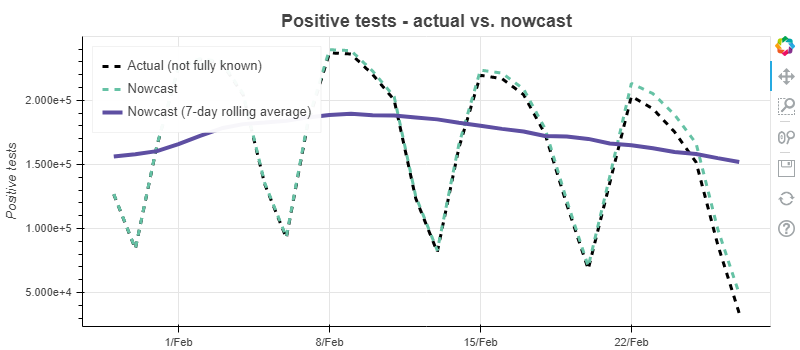 Positive tests - actual vs. nowcast
Actual (not fully known)
Nowcast
Nowcast (7-day rolling average)
Positive tests
2.000e+5
1.500e+5
1.000e+5
5.000e+4
1/Feb
8/Feb
15/Feb
22/Feb